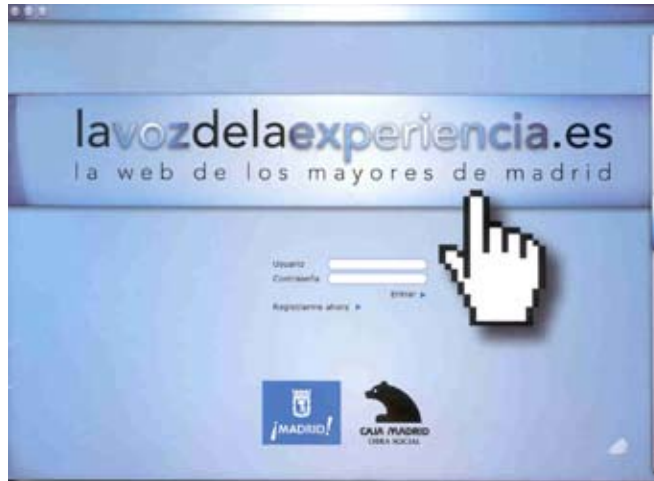 lavozdelaexperiencia.es
la web de los mayores de madrid
Usuario
Contraseña
Entrar
Registrarme ahora
¡MADRID!
CAJA MADRID
OBRA SOCIAL